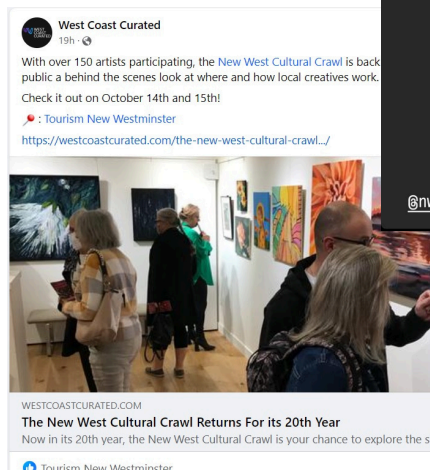 West Coast Curated
19h ·
With over 150 artists participating, the New West Cultural Crawl is back
public a behind the scenes look at where and how local creatives work.
Check it out on October 14th and 15th!
: Tourism New Westminster
https://westcoastcurated.com/the-new-west-cultural-crawl.../
@nv
WESTCOASTCURATED.COM
The New West Cultural Crawl Returns For its 20th Year
Now in its 20th year, the New West Cultural Crawl is your chance to explore the s
Tourism New Westminster